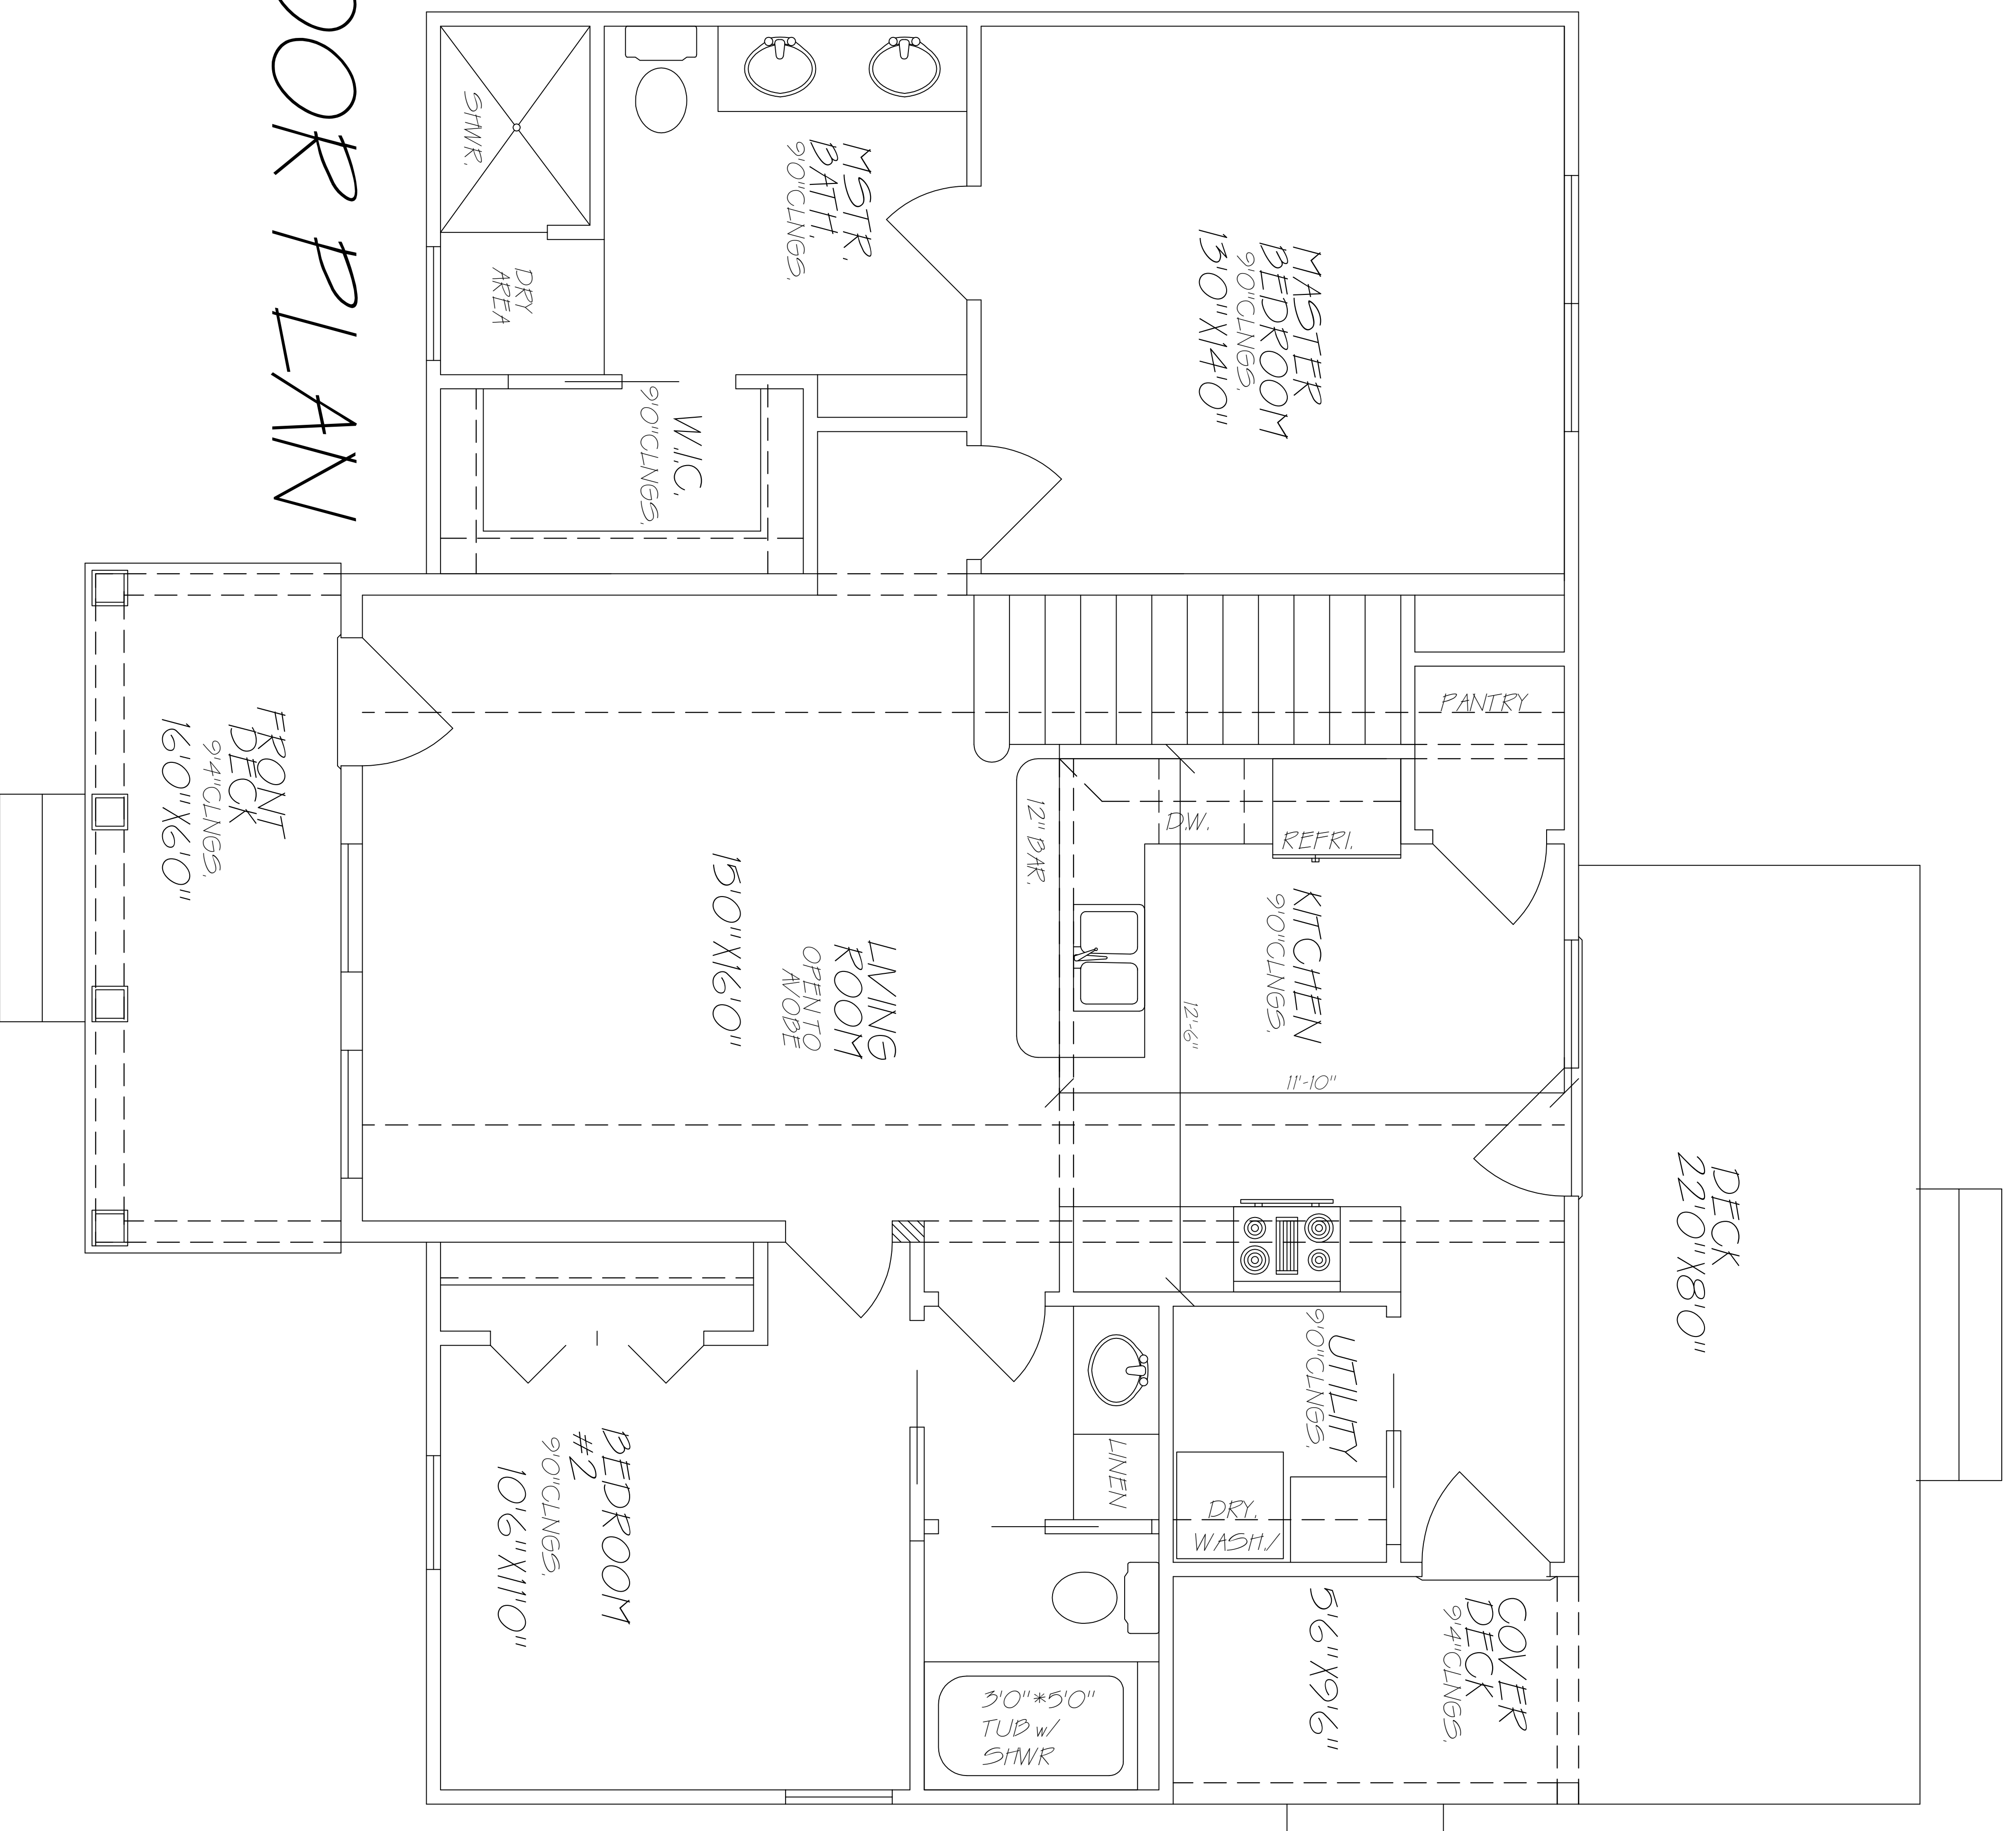 OOR PLAN
SHWR.
DRY
AREA
MSTR.
BATH.
9'0"CLNGS.
W.I.C.
9'0"CLNGS.
MASTER
BEDROOM
9'0"CLNGS.
13'0"X14'0"
PANTRY
FRONT
DECK
9'4"CLNGS.
16'0"X6'0"
12" BAR.
D.W.
REFRI.
KITCHEN
9'0"CLNGS.
12'-6"
11'-10"
LIVING
ROOM
OPEN TO
AVOBE
15'0"X16'0"
DECK
22'0"X8'0"
UTILITY
9'0"CLNGS.
LINEN
DRY.
WASH./
BEDROOM
#2
9'0"CLNGS.
10'6"X11'0"
3'0"*5'0"
TUB w/
SHWR
COVER
DECK
9'4"CLNGS.
5'6"X9'6"